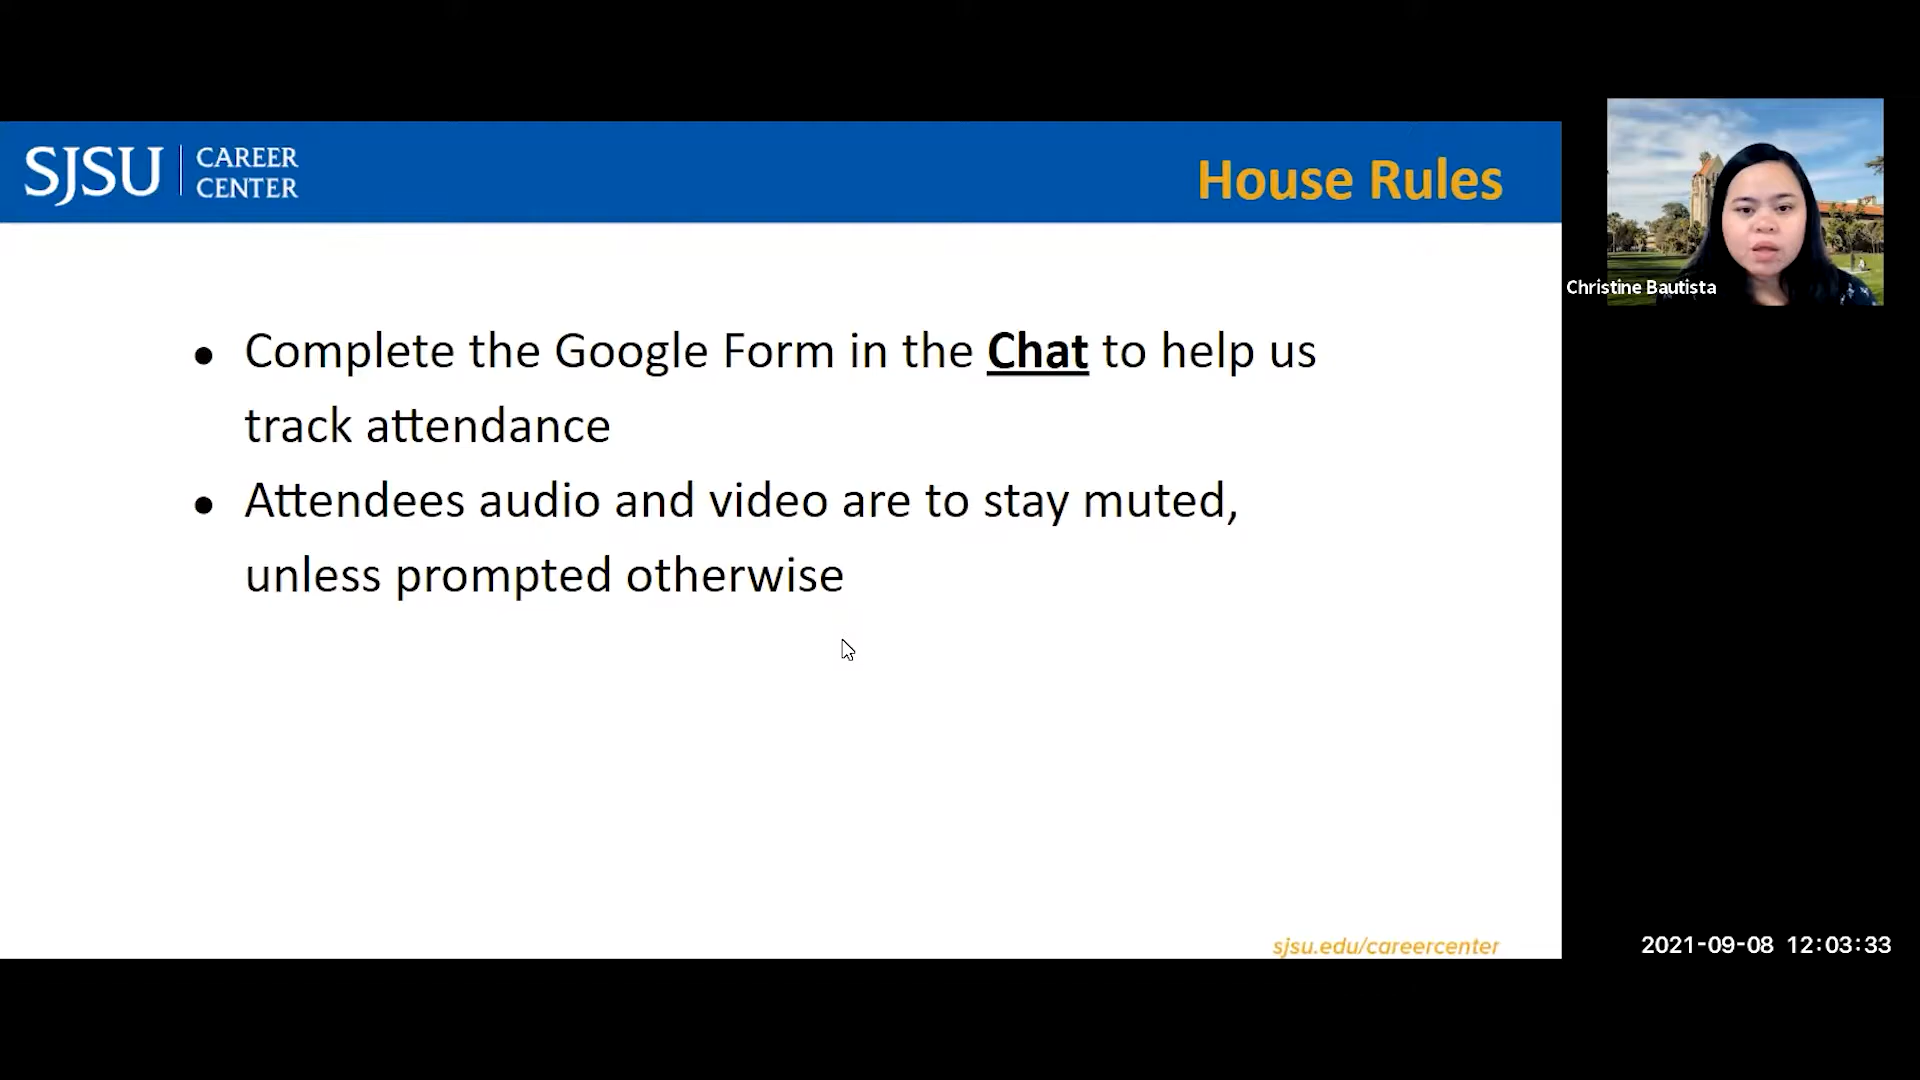 SJSU
CAREER
CENTER
House Rules
Christine Bautista
● Complete the Google Form in the Chat to help us
track attendance
● Attendees audio and video are to stay muted,
unless prompted otherwise
sjsu.edu/careercenter
2021-09-08 12:03:33